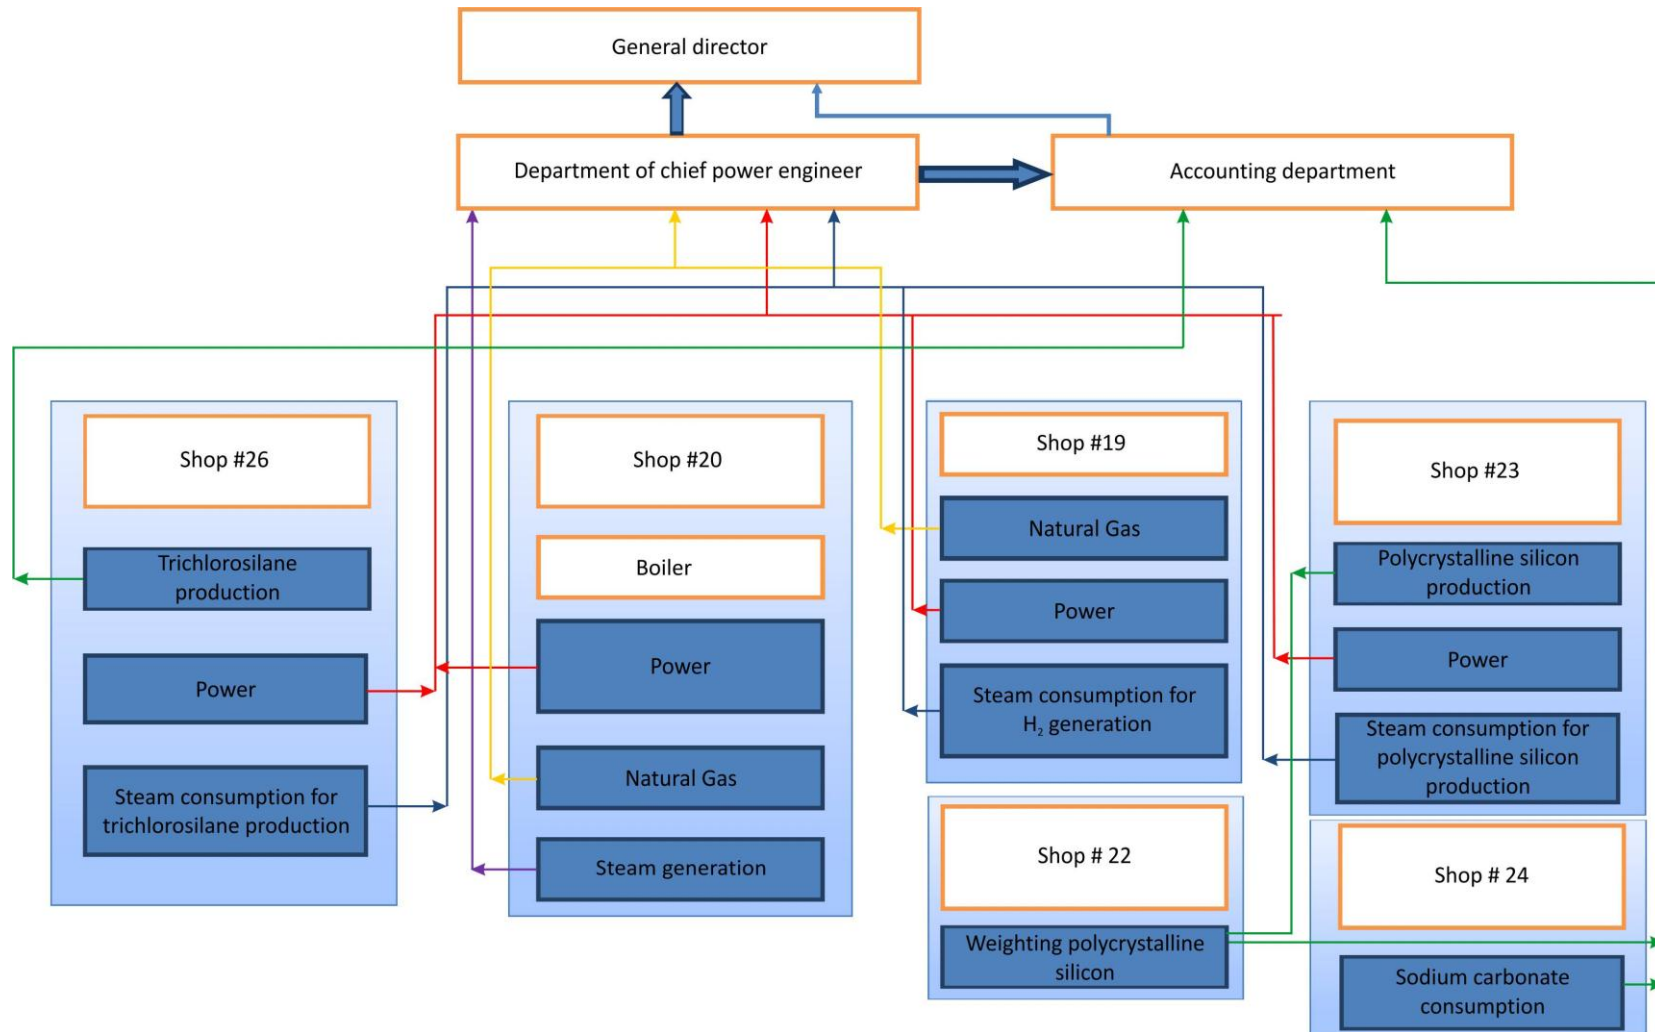 General director
Department of chief power engineer
Accounting department
Shop #26
Trichlorosilane
production
Power
Steam consumption for
trichlorosilane production
Shop #20
Boiler
Power
Natural Gas
Steam generation
Shop #19
Natural Gas
Power
Steam consumption for
H₂ generation
Shop #23
Polycrystalline silicon
production
Power
Steam consumption for
polycrystalline silicon
production
Shop # 22
Weighting polycrystalline
silicon
Shop # 24
Sodium carbonate
consumption